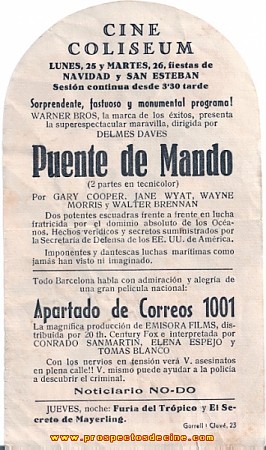 CINE
COLISEUM
LUNES, 25 y MARTES, 26, fiestas de
NAVIDAD y SAN ESTEBAN
Sesión continua desde 3'30 tarde
Sorprendente, fastuoso y monumental programa!
WARNER BROS, la marca de los éxitos, presenta
la superespectacular maravilla, dirigida por
DELMES DAVES
Puente de Mando
(2 partes en tecnicolor)
Por GARY COOPER, JANE WYAT, WAYNE
MORRIS y WALTER BRENNAN
Dos potentes escuadras frente a frente en lucha
fratricida por el dominio absoluto de los Océa-
nos. Hechos verídicos y secretos suministrados por
la Secretaría de Defensa de los EE. UU. de América.
Imponentes y dantescas luchas marítimas como
jamás han visto ni imaginado.
Todo Barcelona habla con admiración y alegría de
una gran película nacional:
Apartado de Correos 1001
La magnífica producción de EMISORA FILMS, dis-
tribuída por 20 th. Century Fox e interpretada por
CONRADO SANMARTIN, ELENA ESPEJO y
TOMAS BLANCO
Con los nervios en tensión verá V. asesinatos
en plena calle!! V. mismo puede ayudar a la policía
a descubrir el criminal.
Noticiario NO-DO
JUEVES, noche: Furia del Trópico y El Se-
creto de Mayerling.
Gorrell : Clavé, 23
www.prospectosdecine.com